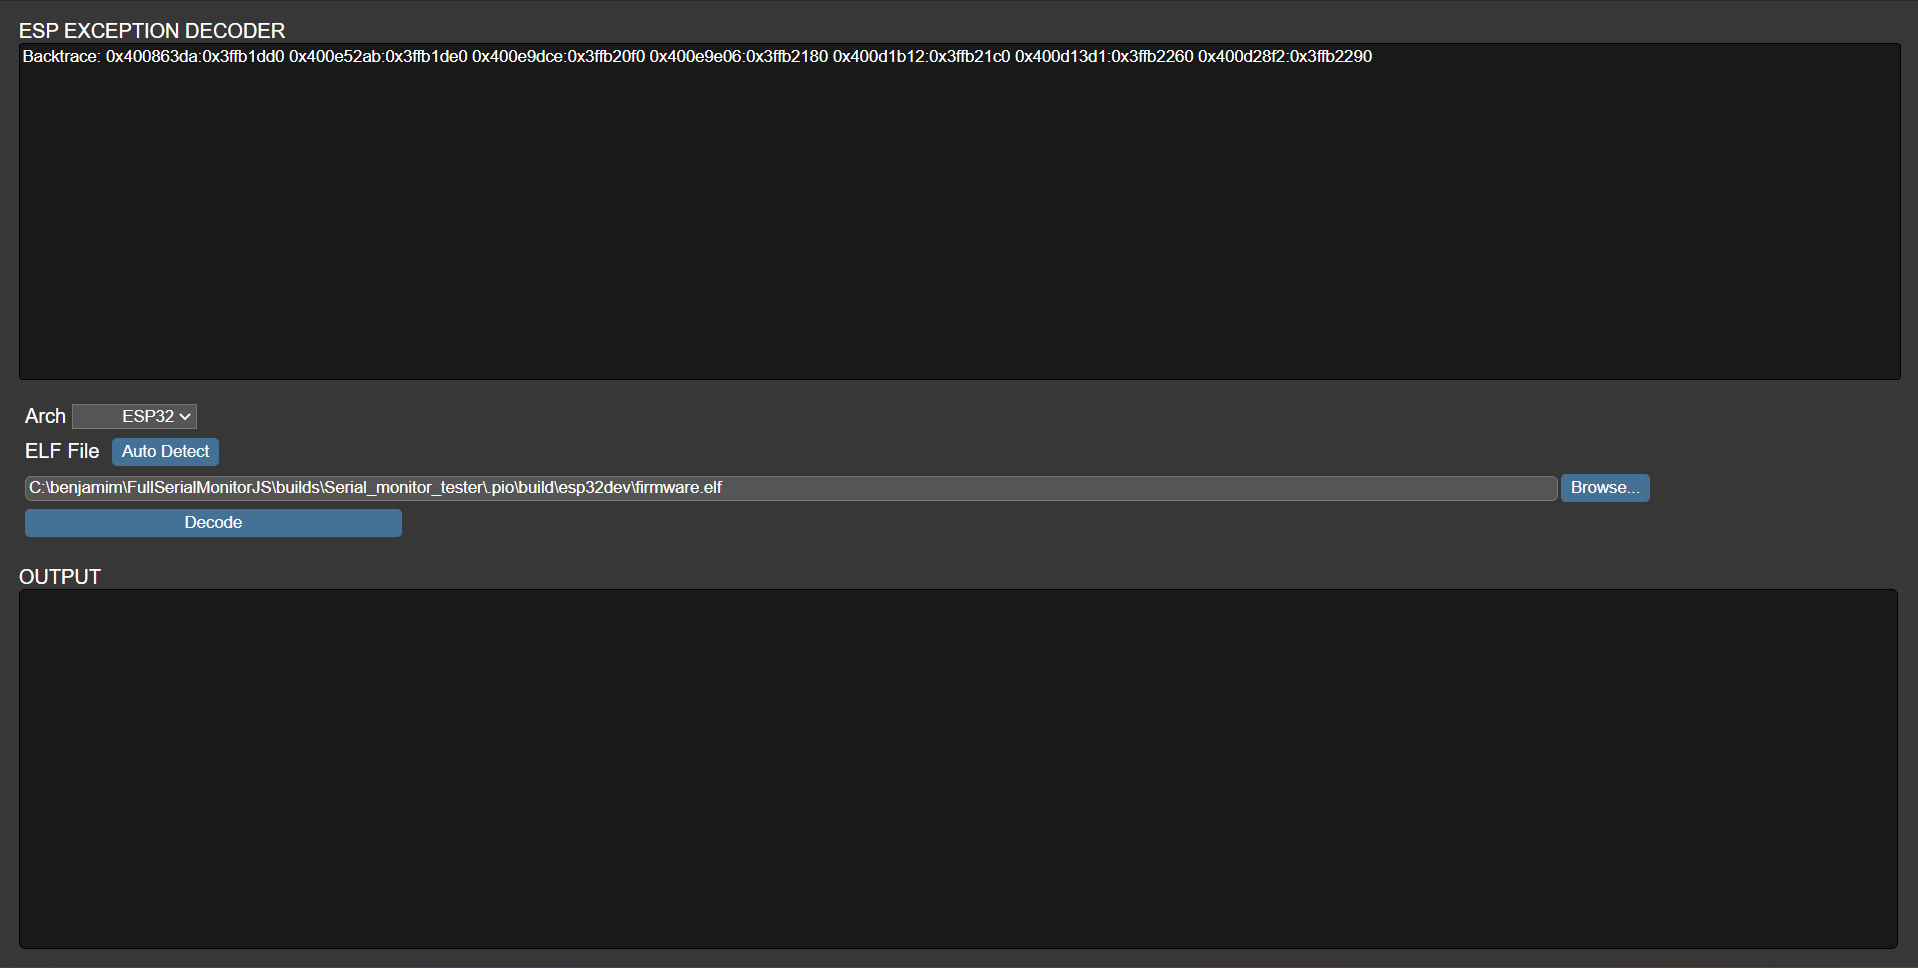 ESP EXCEPTION DECODER
Backtrace: 0x400863da:0x3ffb1dd0 0x400e52ab:0x3ffb1de0 0x400e9dce:0x3ffb20f0 0x400e9e06:0x3ffb2180 0x400d1b12:0x3ffb21c0 0x400d13d1:0x3ffb2260 0x400d28f2:0x3ffb2290
Arch ESP32
ELF File Auto Detect
C:\benjamim\FullSerialMonitorJS\builds\Serial_monitor_tester\.pio\build\esp32dev\firmware.elf Browse...
Decode
OUTPUT